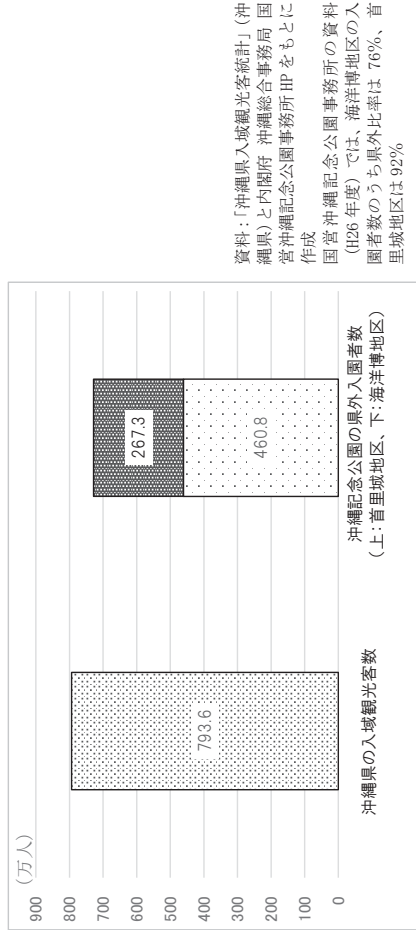 (万人)
900
800
700
600
500
400
300
200
100
0
793.6
267.3
460.8
沖縄県の入域観光客数
沖縄記念公園の県外入園者数
(上:首里城地区、下:海洋博地区)
資料:「沖縄県入域観光客統計」(沖
縄県)と内閣府 沖縄総合事務局 国
営沖縄記念公園事務所 HP をもとに
作成
国営沖縄記念公園事務所の資料
(H26 年度)では、海洋博地区の入
園者数のうち県外比率は 76%、首
里城地区は 92%